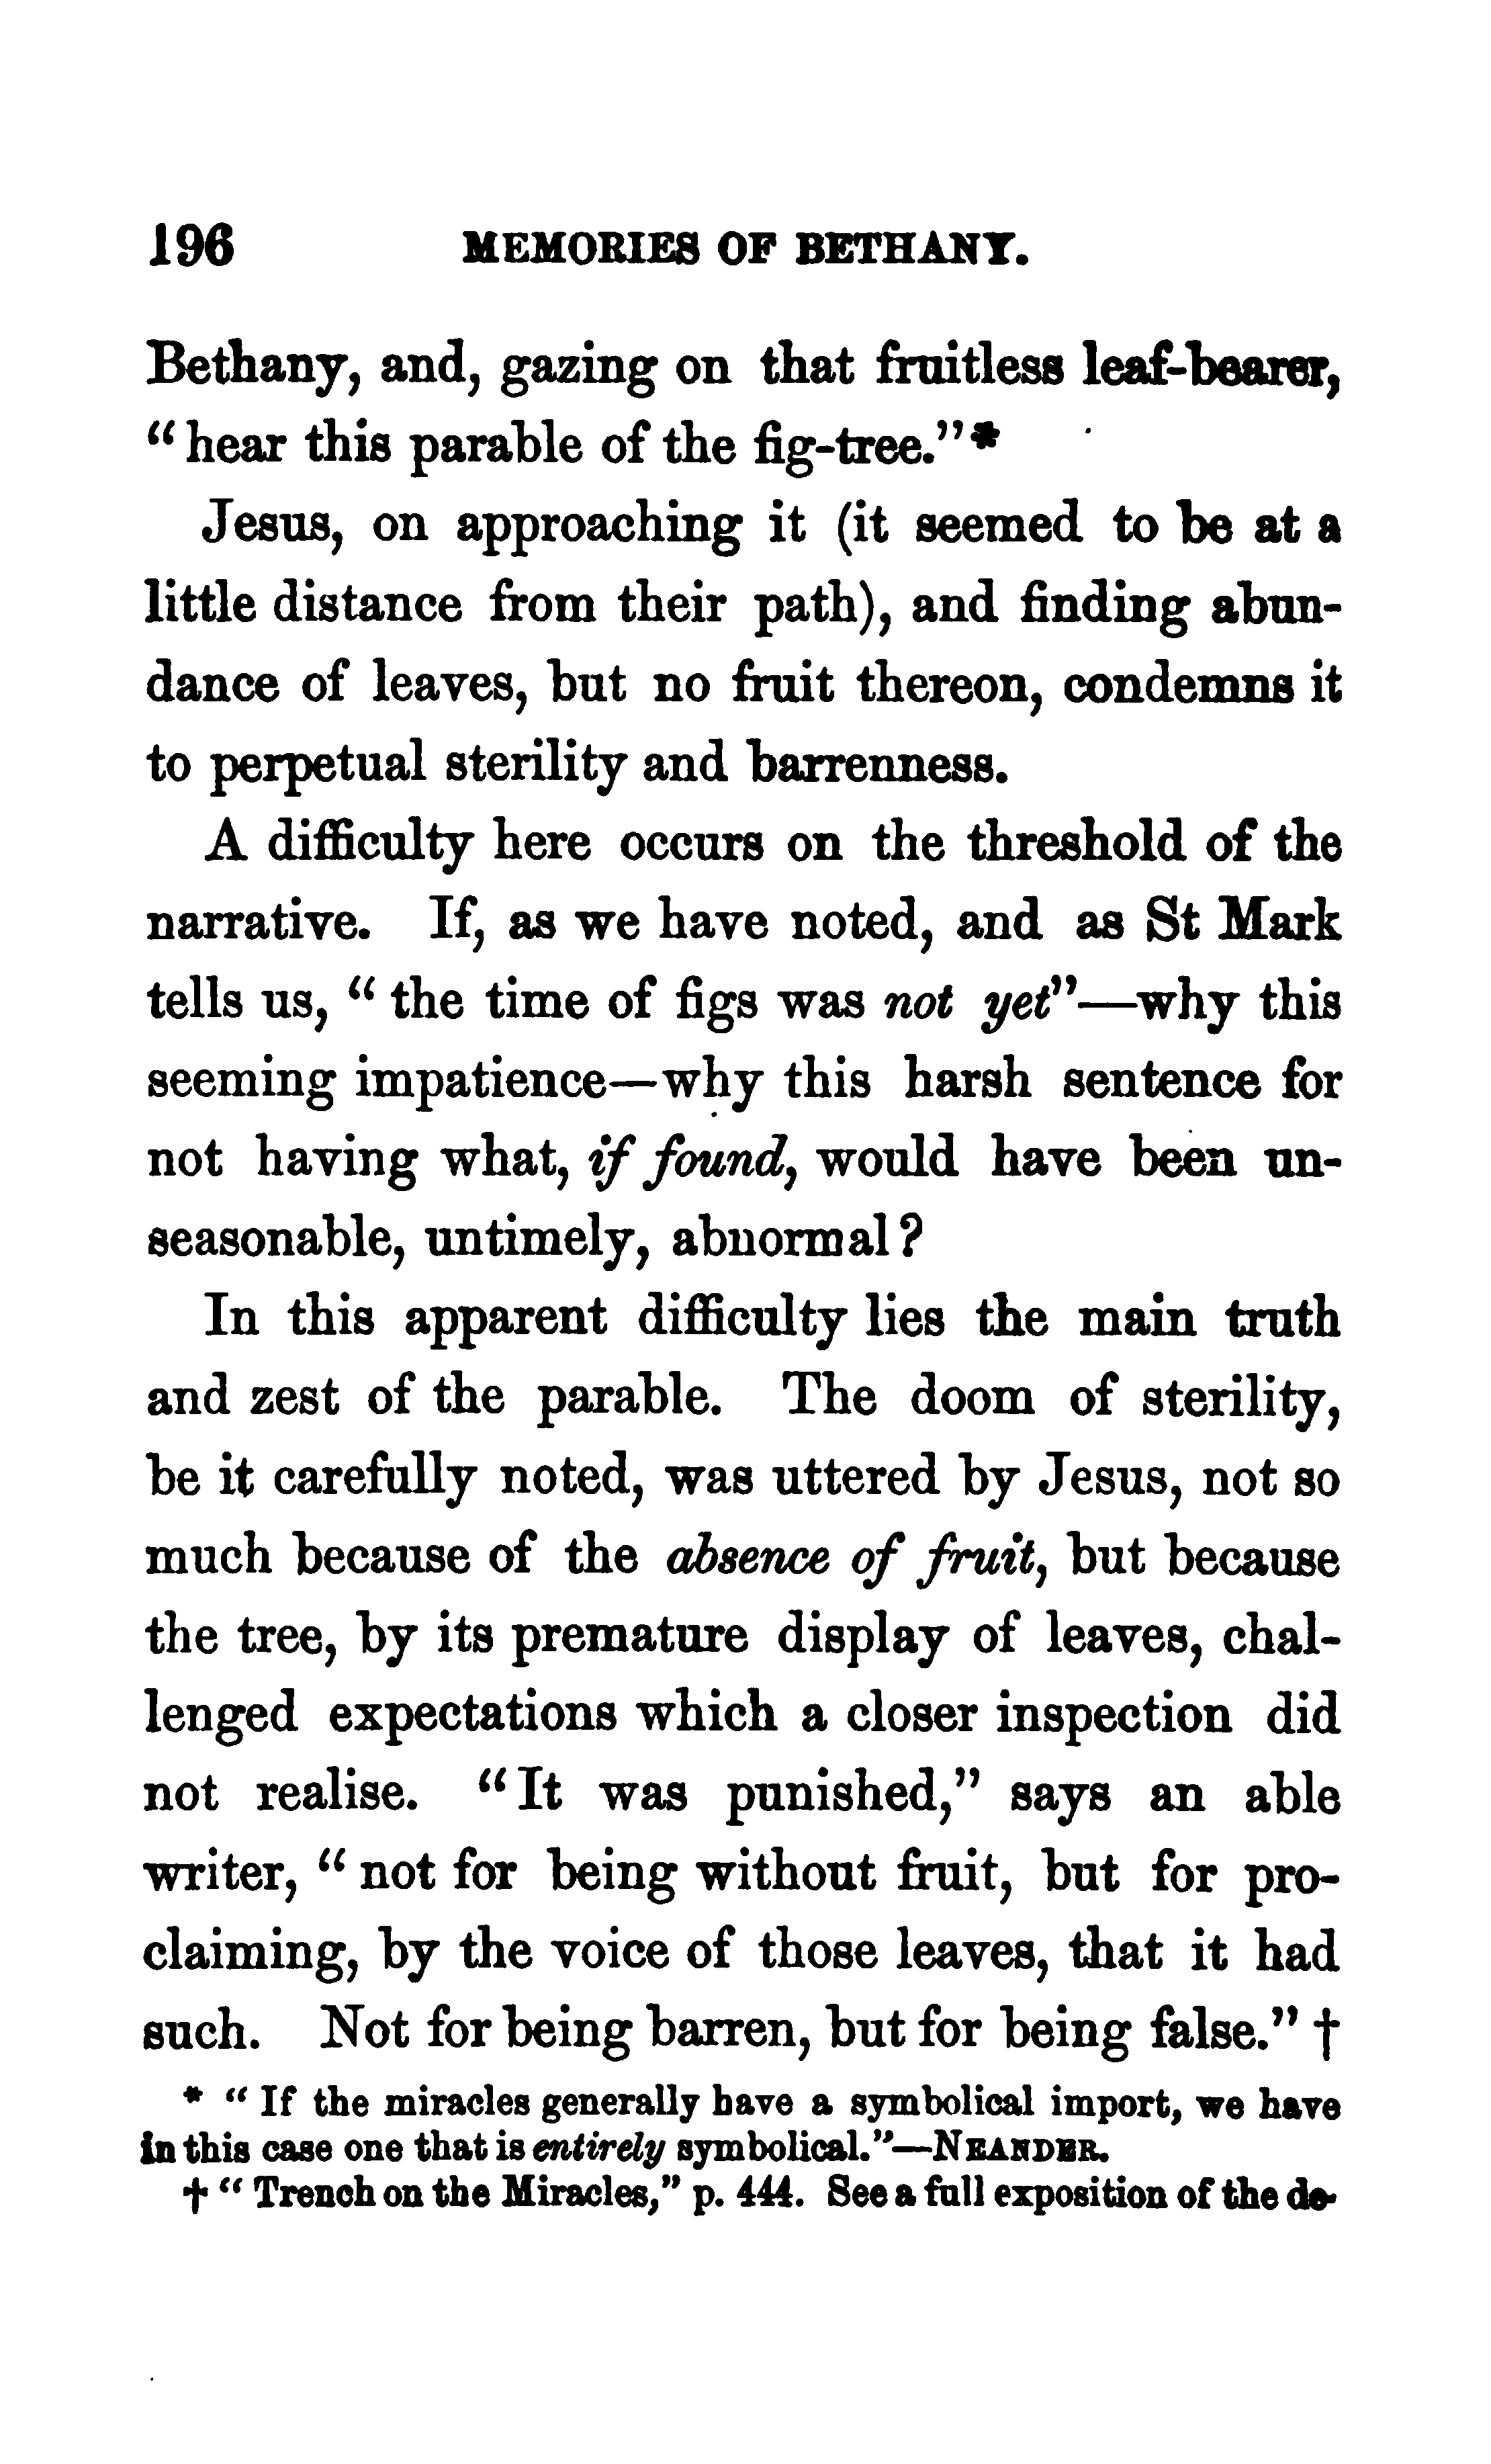 196 MEMORIES OF BETHANY.
Bethany, and, gazing on that fruitless leaf-bearer,
“hear this parable of the fig-tree.”*
Jesus, on approaching it (it seemed to be at a
little distance from their path), and finding abun-
dance of leaves, but no fruit thereon, condemns it
to perpetual sterility and barrenness.
A difficulty here occurs on the threshold of the
narrative. If, as we have noted, and as St Mark
tells us, “the time of figs was not yet”—why this
seeming impatience—why this harsh sentence for
not having what, if found, would have been un-
seasonable, untimely, abnormal?
In this apparent difficulty lies the main truth
and zest of the parable. The doom of sterility,
be it carefully noted, was uttered by Jesus, not so
much because of the absence of fruit, but because
the tree, by its premature display of leaves, chal-
lenged expectations which a closer inspection did
not realise. “It was punished,” says an able
writer, “not for being without fruit, but for pro-
claiming, by the voice of those leaves, that it had
such. Not for being barren, but for being false.”†
* “If the miracles generally have a symbolical import, we have
in this case one that is entirely symbolical.”—NEANDER.
† “Trench on the Miracles,” p. 444. See a full exposition of the de-